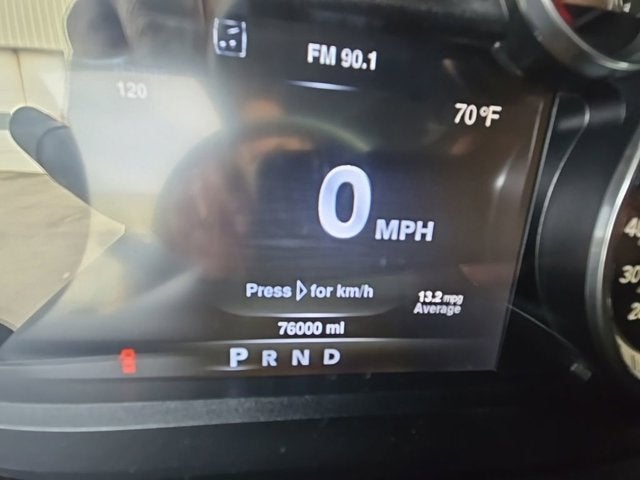 FM 90.1
120
70°F
0 MPH
Press ▷ for km/h
13.2 mpg
Average
76000 mi
P R N D